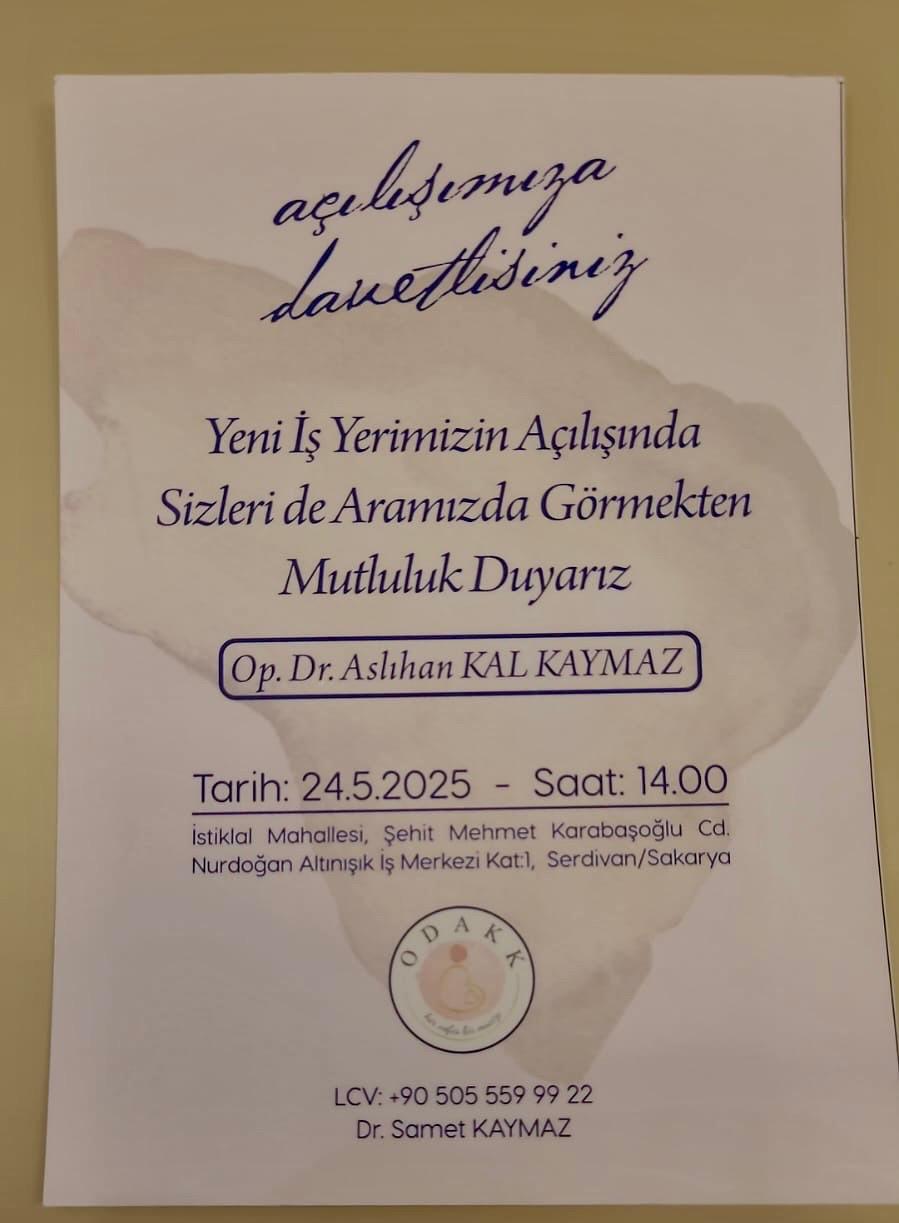 açılışımıza
davetlisiniz
Yeni İş Yerimizin Açılışında
Sizleri de Aramızda Görmekten
Mutluluk Duyarız
Op. Dr. Aslıhan KAL KAYMAZ
Tarih: 24.5.2025 - Saat: 14.00
İstiklal Mahallesi, Şehit Mehmet Karabaşoğlu Cd.
Nurdoğan Altınışık İş Merkezi Kat:1, Serdivan/Sakarya
ODAKK
LCV: +90 505 559 99 22
Dr. Samet KAYMAZ